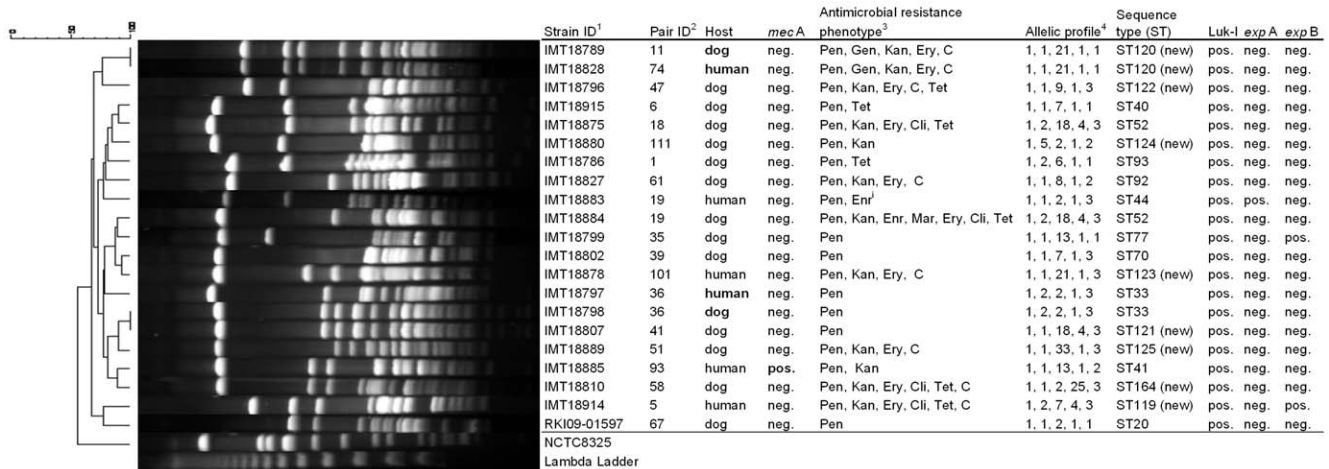 Strain ID1 Pair ID2 Host mecA Antimicrobial resistance phenotype3 Allelic profile4 Sequence type (ST) Luk-I expA expB
IMT18789 11 dog neg. Pen, Gen, Kan, Ery, C 1, 1, 21, 1, 1 ST120 (new) pos. neg. neg.
IMT18828 74 human neg. Pen, Gen, Kan, Ery, C 1, 1, 21, 1, 1 ST120 (new) pos. neg. neg.
IMT18796 47 dog neg. Pen, Kan, Ery, C, Tet 1, 1, 9, 1, 3 ST122 (new) pos. neg. neg.
IMT18915 6 dog neg. Pen, Tet 1, 1, 7, 1, 1 ST40 pos. neg. neg.
IMT18875 18 dog neg. Pen, Kan, Ery, Cli, Tet 1, 2, 18, 4, 3 ST52 pos. neg. neg.
IMT18880 111 dog neg. Pen, Kan 1, 5, 2, 1, 2 ST124 (new) pos. neg. neg.
IMT18786 1 dog neg. Pen, Tet 1, 2, 6, 1, 1 ST93 pos. neg. neg.
IMT18827 61 dog neg. Pen, Kan, Ery, C 1, 1, 8, 1, 2 ST92 pos. neg. neg.
IMT18883 19 human neg. Pen, Enri 1, 1, 2, 1, 3 ST44 pos. pos. neg.
IMT18884 19 dog neg. Pen, Kan, Enr, Mar, Ery, Cli, Tet 1, 2, 18, 4, 3 ST52 pos. neg. neg.
IMT18799 35 dog neg. Pen 1, 1, 13, 1, 1 ST77 pos. neg. pos.
IMT18802 39 dog neg. Pen 1, 1, 7, 1, 3 ST70 pos. neg. neg.
IMT18878 101 human neg. Pen, Kan, Ery, C 1, 1, 21, 1, 3 ST123 (new) pos. neg. neg.
IMT18797 36 human neg. Pen 1, 2, 2, 1, 3 ST33 pos. neg. neg.
IMT18798 36 dog neg. Pen 1, 2, 2, 1, 3 ST33 pos. neg. neg.
IMT18807 41 dog neg. Pen 1, 1, 18, 4, 3 ST121 (new) pos. neg. neg.
IMT18889 51 dog neg. Pen, Kan, Ery, C 1, 1, 33, 1, 3 ST125 (new) pos. neg. neg.
IMT18885 93 human pos. Pen, Kan 1, 1, 13, 1, 2 ST41 pos. neg. neg.
IMT18810 58 dog neg. Pen, Kan, Ery, Cli, Tet, C 1, 1, 2, 25, 3 ST164 (new) pos. neg. neg.
IMT18914 5 human neg. Pen, Kan, Ery, Cli, Tet, C 1, 2, 7, 4, 3 ST119 (new) pos. neg. pos.
RKI09-01597 67 dog neg. Pen 1, 1, 2, 1, 1 ST20 pos. neg. neg.
NCTC8325
Lambda Ladder